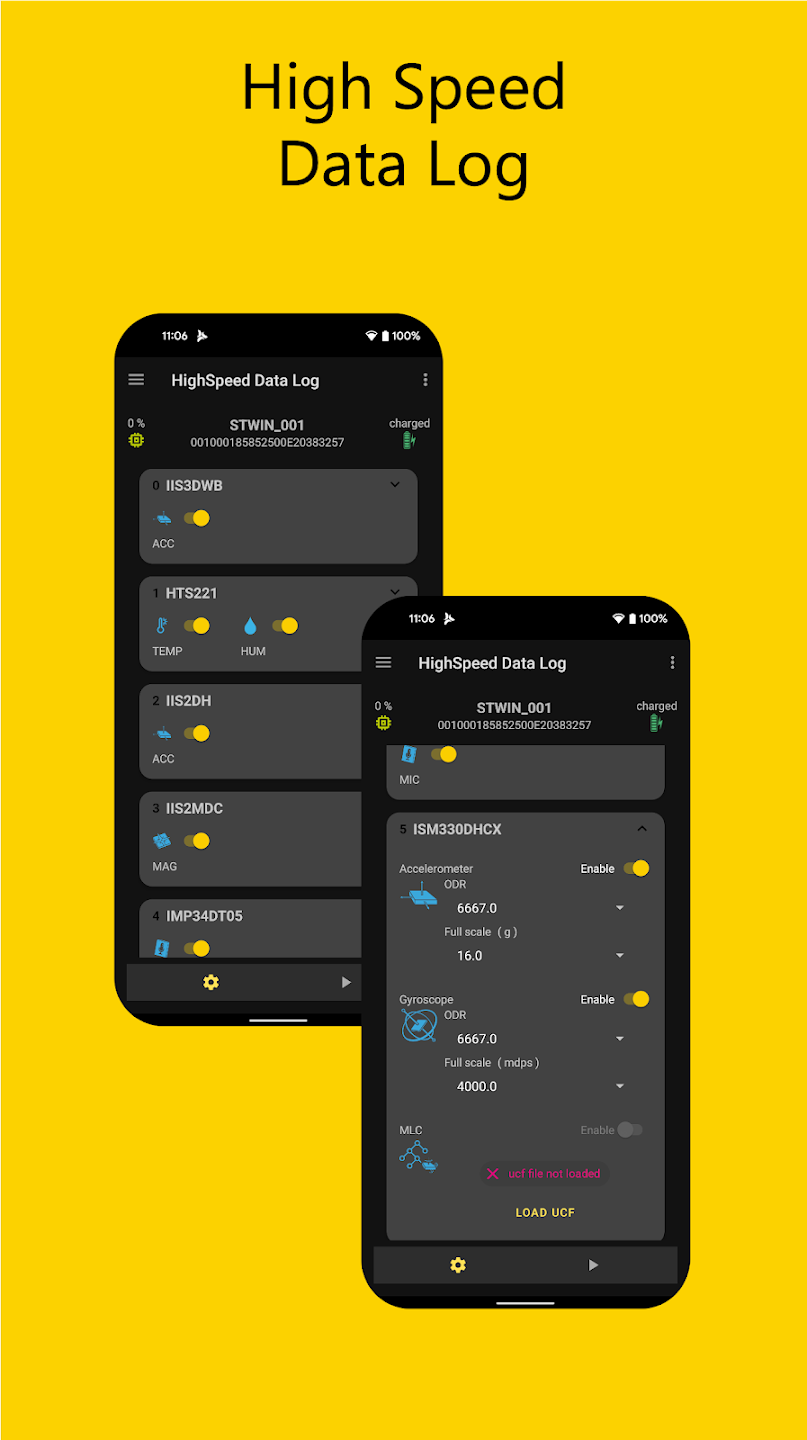 High Speed
Data Log
11:06
100%
HighSpeed Data Log
0 %
STWIN_001
charged
001000185852500E20383257
0 IIS3DWB
ACC
1 HTS221
TEMP
HUM
2 IIS2DH
ACC
3 IIS2MDC
MAG
4 IMP34DT05
11:06
100%
HighSpeed Data Log
0 %
STWIN_001
charged
001000185852500E20383257
MIC
5 ISM330DHCX
Accelerometer
Enable
ODR
6667.0
Full scale ( g )
16.0
Gyroscope
Enable
ODR
6667.0
Full scale ( mdps )
4000.0
MLC
Enable
ucf file not loaded
LOAD UCF